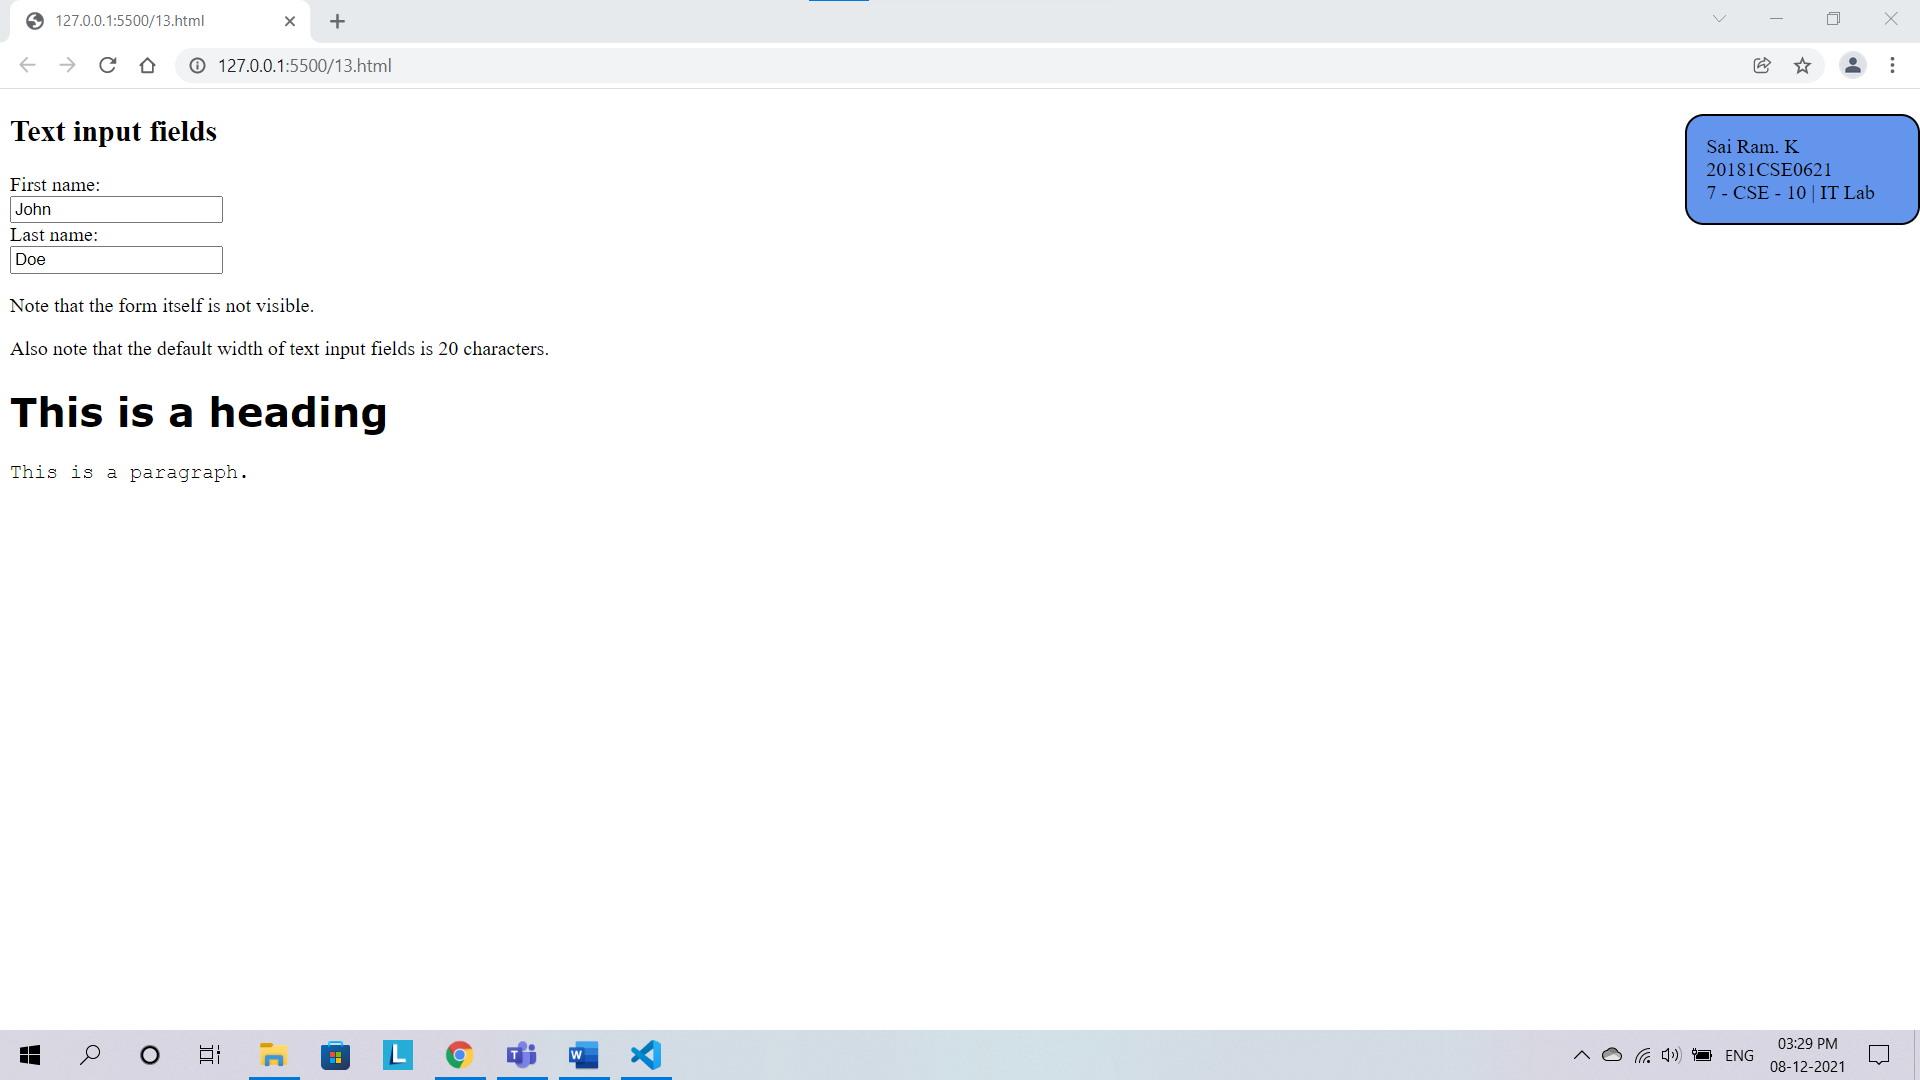 127.0.0.1:5500/13.html
127.0.0.1:5500/13.html
Text input fields
First name:
John
Last name:
Doe
Note that the form itself is not visible.
Also note that the default width of text input fields is 20 characters.
This is a heading
This is a paragraph.
Sai Ram. K
20181CSE0621
7 - CSE - 10 | IT Lab
L
T
W
ENG
03:29 PM
08-12-2021